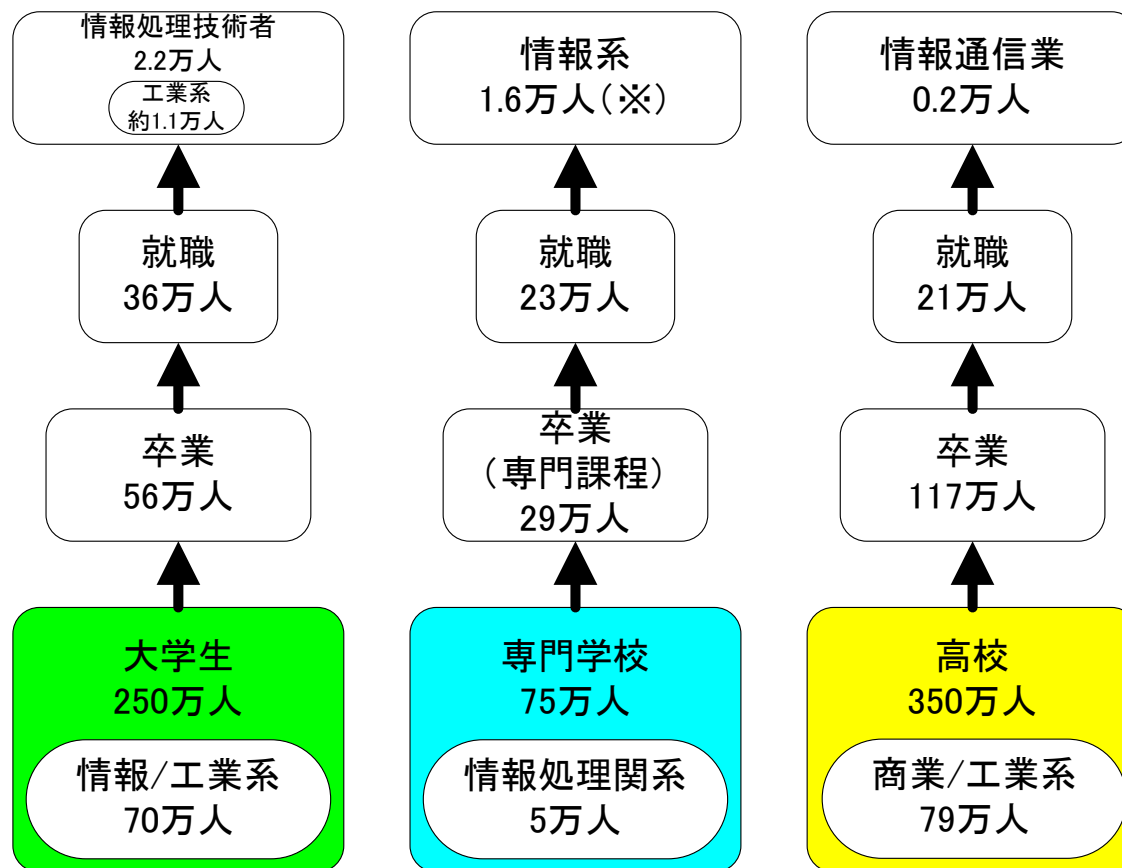 情報処理技術者
2.2万人
工業系
約1.1万人
就職
36万人
卒業
56万人
大学生
250万人
情報/工業系
70万人
情報系
1.6万人(※)
就職
23万人
卒業
(専門課程)
29万人
専門学校
75万人
情報処理関系
5万人
情報通信業
0.2万人
就職
21万人
卒業
117万人
高校
350万人
商業/工業系
79万人